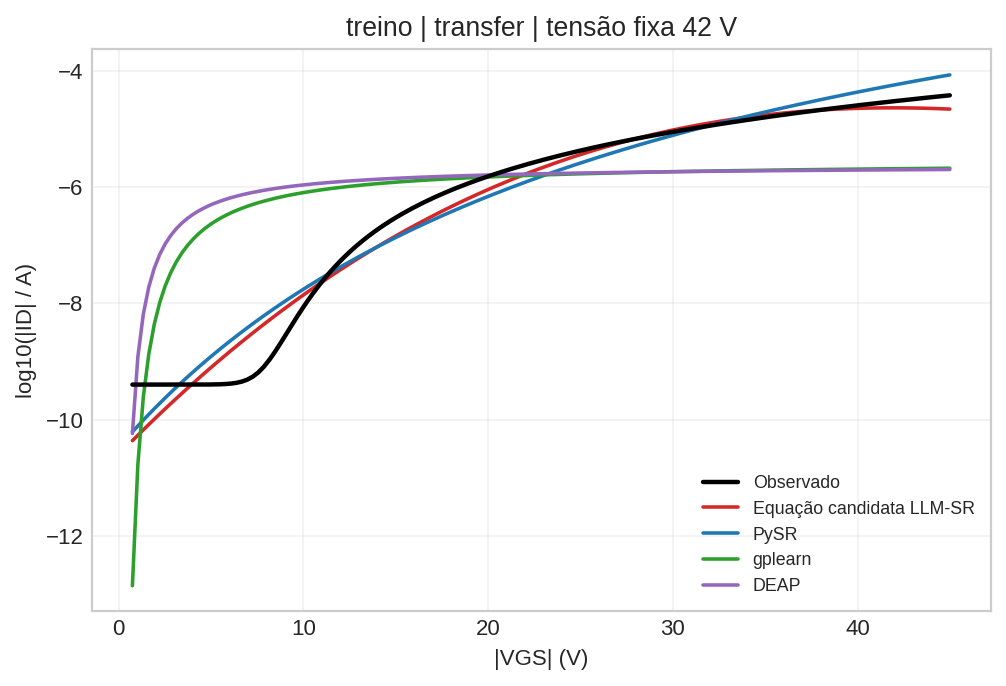 treino | transfer | tensão fixa 42 V
log10(|ID| / A)
−4
−6
−8
−10
−12
0 10 20 30 40
|VGS| (V)
Observado
Equação candidata LLM-SR
PySR
gplearn
DEAP